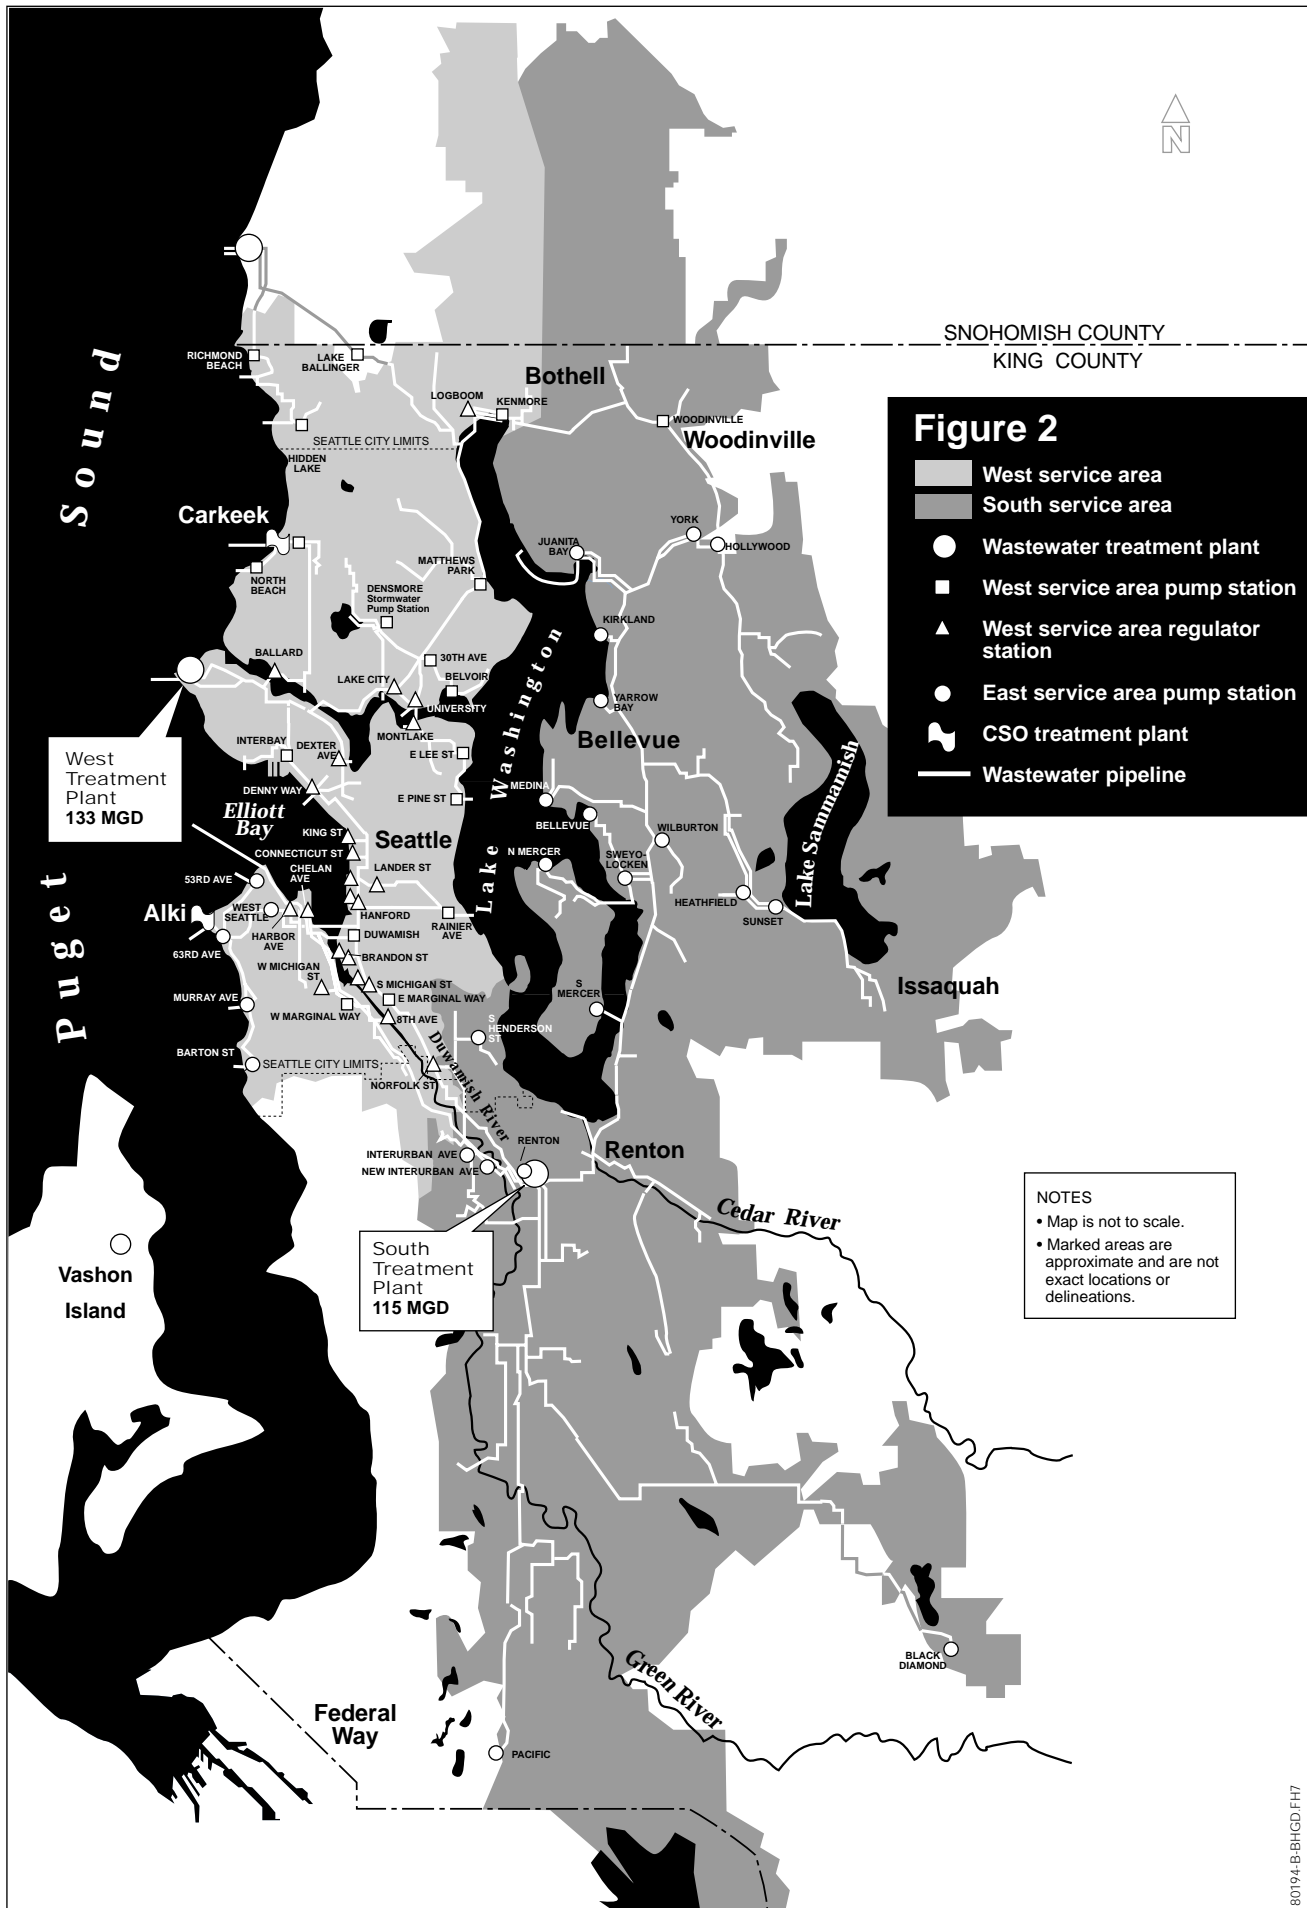 N
SNOHOMISH COUNTY
KING COUNTY
RICHMOND
BEACH
LAKE
BALLINGER
Bothell
LOGBOOM
KENMORE
WOODINVILLE
Woodinville
SEATTLE CITY LIMITS
HIDDEN
LAKE
Figure 2
West service area
South service area
Wastewater treatment plant
West service area pump station
West service area regulator
station
East service area pump station
CSO treatment plant
Wastewater pipeline
Puget Sound
Carkeek
NORTH
BEACH
MATTHEWS
PARK
DENSMORE
Stormwater
Pump Station
JUANITA
BAY
YORK
HOLLYWOOD
KIRKLAND
BALLARD
30TH AVE
LAKE CITY
BELVOIR
UNIVERSITY
MONTLAKE
YARROW
BAY
Lake Washington
Bellevue
Lake Sammamish
West
Treatment
Plant
133 MGD
INTERBAY
DEXTER
AVE
E LEE ST
DENNY WAY
E PINE ST
MEDINA
BELLEVUE
Elliott
Bay
KING ST
Seattle
CONNECTICUT ST
WILBURTON
N MERCER
SWEYO-
LOCKEN
CHELAN
AVE
LANDER ST
53RD AVE
HEATHFIELD
SUNSET
Alki
WEST
SEATTLE
HANFORD
RAINIER
AVE
HARBOR
AVE
DUWAMISH
63RD AVE
BRANDON ST
W MICHIGAN
ST
S MICHIGAN ST
S
MERCER
Issaquah
MURRAY AVE
E MARGINAL WAY
W MARGINAL WAY
8TH AVE
S
HENDERSON
ST
BARTON ST
SEATTLE CITY LIMITS
NORFOLK ST
Duwamish River
RENTON
Renton
INTERURBAN AVE
NEW INTERURBAN AVE
Cedar River
NOTES
• Map is not to scale.
• Marked areas are
approximate and are not
exact locations or
delineations.
South
Treatment
Plant
115 MGD
Vashon
Island
BLACK
DIAMOND
Green River
Federal
Way
PACIFIC
80194-B-BHGD.FH7